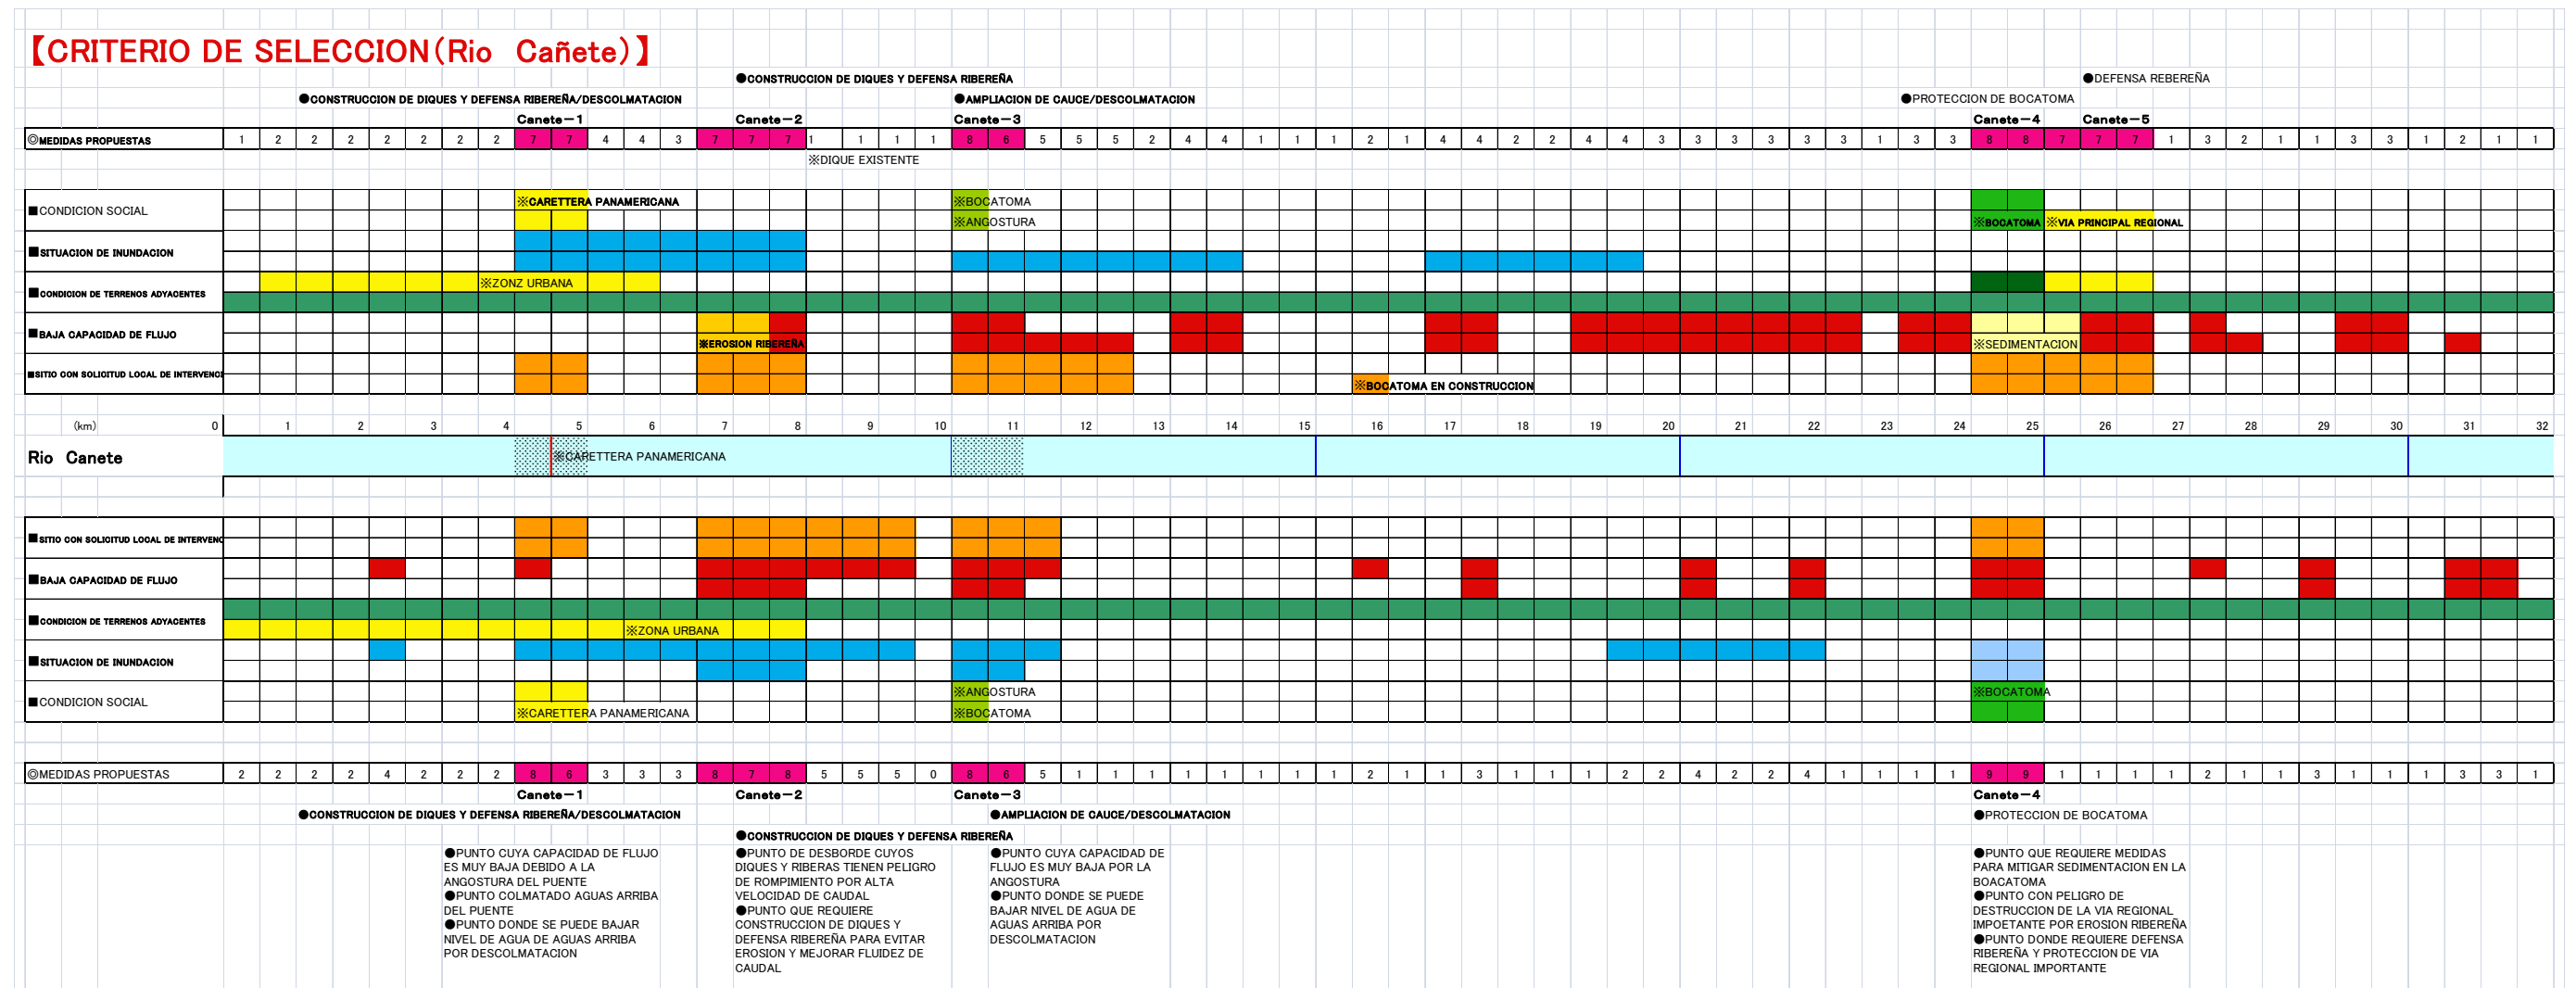 【CRITERIO DE SELECCION(Rio Cañete)】
●CONSTRUCCION DE DIQUES Y DEFENSA RIBEREÑA
●DEFENSA REBEREÑA
●CONSTRUCCION DE DIQUES Y DEFENSA RIBEREÑA/DESCOLMATACION
●AMPLIACION DE CAUCE/DESCOLMATACION
●PROTECCION DE BOCATOMA
Canete－1 Canete－2 Canete－3 Canete－4 Canete－5
◎MEDIDAS PROPUESTAS 1 2 2 2 2 2 2 2 7 7 4 4 3 7 7 7 1 1 1 1 8 6 5 5 5 2 4 4 1 1 1 2 1 4 4 2 2 4 4 3 3 3 3 3 1 3 3 8 8 7 7 7 1 3 2 1 1 3 3 1 2 1 1
※DIQUE EXISTENTE
■CONDICION SOCIAL
※CARETTERA PANAMERICANA
※BOCATOMA
※ANGOSTURA
※BOCATOMA
※VIA PRINCIPAL REGIONAL
■SITUACION DE INUNDACION
■CONDICION DE TERRENOS ADYACENTES
※ZONZ URBANA
■BAJA CAPACIDAD DE FLUJO
※EROSION RIBEREÑA
※SEDIMENTACION
■SITIO CON SOLICITUD LOCAL DE INTERVENCI
※BOCATOMA EN CONSTRUCCION
(km) 0 1 2 3 4 5 6 7 8 9 10 11 12 13 14 15 16 17 18 19 20 21 22 23 24 25 26 27 28 29 30 31 32
Rio Canete
※CARETTERA PANAMERICANA
■SITIO CON SOLICITUD LOCAL DE INTERVENC
■BAJA CAPACIDAD DE FLUJO
■CONDICION DE TERRENOS ADYACENTES
※ZONA URBANA
■SITUACION DE INUNDACION
■CONDICION SOCIAL
※ANGOSTURA
※BOCATOMA
※CARETTERA PANAMERICANA
※BOCATOMA
◎MEDIDAS PROPUESTAS 2 2 2 2 4 2 2 2 8 6 3 3 3 8 7 8 5 5 5 0 8 6 5 1 1 1 1 1 1 1 1 2 1 1 3 1 1 1 2 2 4 2 2 4 1 1 1 1 9 9 1 1 1 1 2 1 1 3 1 1 1 3 3 1
Canete－1 Canete－2 Canete－3 Canete－4
●CONSTRUCCION DE DIQUES Y DEFENSA RIBEREÑA/DESCOLMATACION
●AMPLIACION DE CAUCE/DESCOLMATACION
●PROTECCION DE BOCATOMA
●CONSTRUCCION DE DIQUES Y DEFENSA RIBEREÑA
●PUNTO CUYA CAPACIDAD DE FLUJO
ES MUY BAJA DEBIDO A LA
ANGOSTURA DEL PUENTE
●PUNTO COLMATADO AGUAS ARRIBA
DEL PUENTE
●PUNTO DONDE SE PUEDE BAJAR
NIVEL DE AGUA DE AGUAS ARRIBA
POR DESCOLMATACION
●PUNTO DE DESBORDE CUYOS
DIQUES Y RIBERAS TIENEN PELIGRO
DE ROMPIMIENTO POR ALTA
VELOCIDAD DE CAUDAL
●PUNTO QUE REQUIERE
CONSTRUCCION DE DIQUES Y
DEFENSA RIBEREÑA PARA EVITAR
EROSION Y MEJORAR FLUIDEZ DE
CAUDAL
●PUNTO CUYA CAPACIDAD DE
FLUJO ES MUY BAJA POR LA
ANGOSTURA
●PUNTO DONDE SE PUEDE
BAJAR NIVEL DE AGUA DE
AGUAS ARRIBA POR
DESCOLMATACION
●PUNTO QUE REQUIERE MEDIDAS
PARA MITIGAR SEDIMENTACION EN LA
BOACATOMA
●PUNTO CON PELIGRO DE
DESTRUCCION DE LA VIA REGIONAL
IMPOETANTE POR EROSION RIBEREÑA
●PUNTO DONDE REQUIERE DEFENSA
RIBEREÑA Y PROTECCION DE VIA
REGIONAL IMPORTANTE